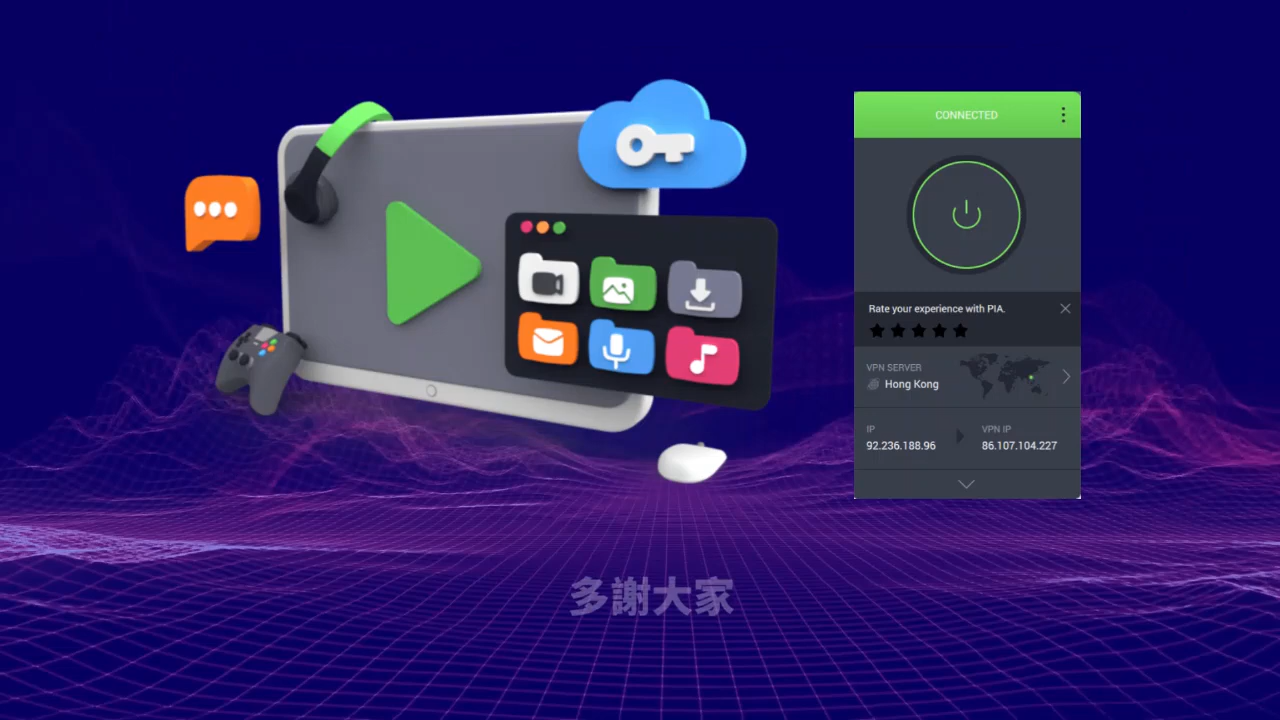 CONNECTED
Rate your experience with PIA.
VPN SERVER
Hong Kong
IP
92.236.188.96
VPN IP
86.107.104.227
多謝大家